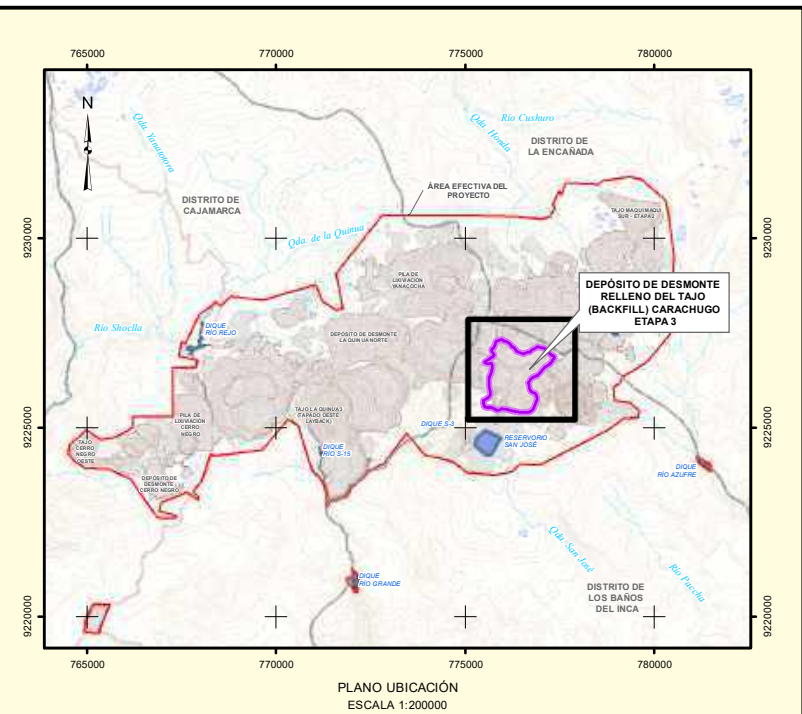 765000
770000
775000
780000
N
Qda. Yanatotora
Río Cushuro
Qda. Honda
DISTRITO DE
LA ENCAÑADA
ÁREA EFECTIVA DEL
PROYECTO
DISTRITO DE
CAJAMARCA
TAJO MAQUI MAQUI
SUR - ETAPA 2
9230000
9230000
Qda. de la Quinua
PILA DE
LIXIVIACIÓN
YANACOCHA
DEPÓSITO DE DESMONTE
RELLENO DEL TAJO
(BACKFILL) CARACHUGO
ETAPA 3
Río Shoclla
DIQUE
RÍO REJO
DEPÓSITO DE DESMONTE
LA QUINUA NORTE
PILA DE
LIXIVIACIÓN
CERRO
NEGRO
TAJO LA QUINUA 3
(TAPADO OESTE
LAYBACK)
DIQUE S-3
9225000
9225000
TAJO
CERRO
NEGRO
OESTE
DIQUE
RÍO S-15
RESERVORIO
SAN JOSÉ
DEPÓSITO DE
DESMONTE
CERRO NEGRO
DIQUE
RÍO AZUFRE
Qda. San José
Río Paccha
DIQUE
RÍO GRANDE
DISTRITO DE
LOS BAÑOS
DEL INCA
9220000
9220000
765000
770000
775000
780000
PLANO UBICACIÓN
ESCALA 1:200000